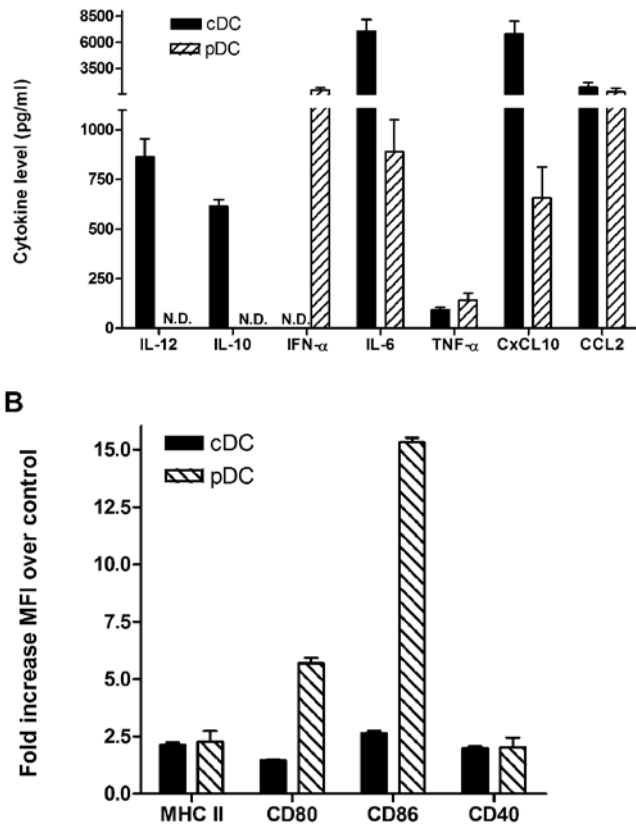 8500
6000
3500
1000
750
500
250
0
Cytokine level (pg/ml)
cDC
pDC
N.D. N.D. N.D.
IL-12 IL-10 IFN-α IL-6 TNF-α CxCL10 CCL2
B
15.0
12.5
10.0
7.5
5.0
2.5
0.0
Fold increase MFI over control
cDC
pDC
MHC II CD80 CD86 CD40